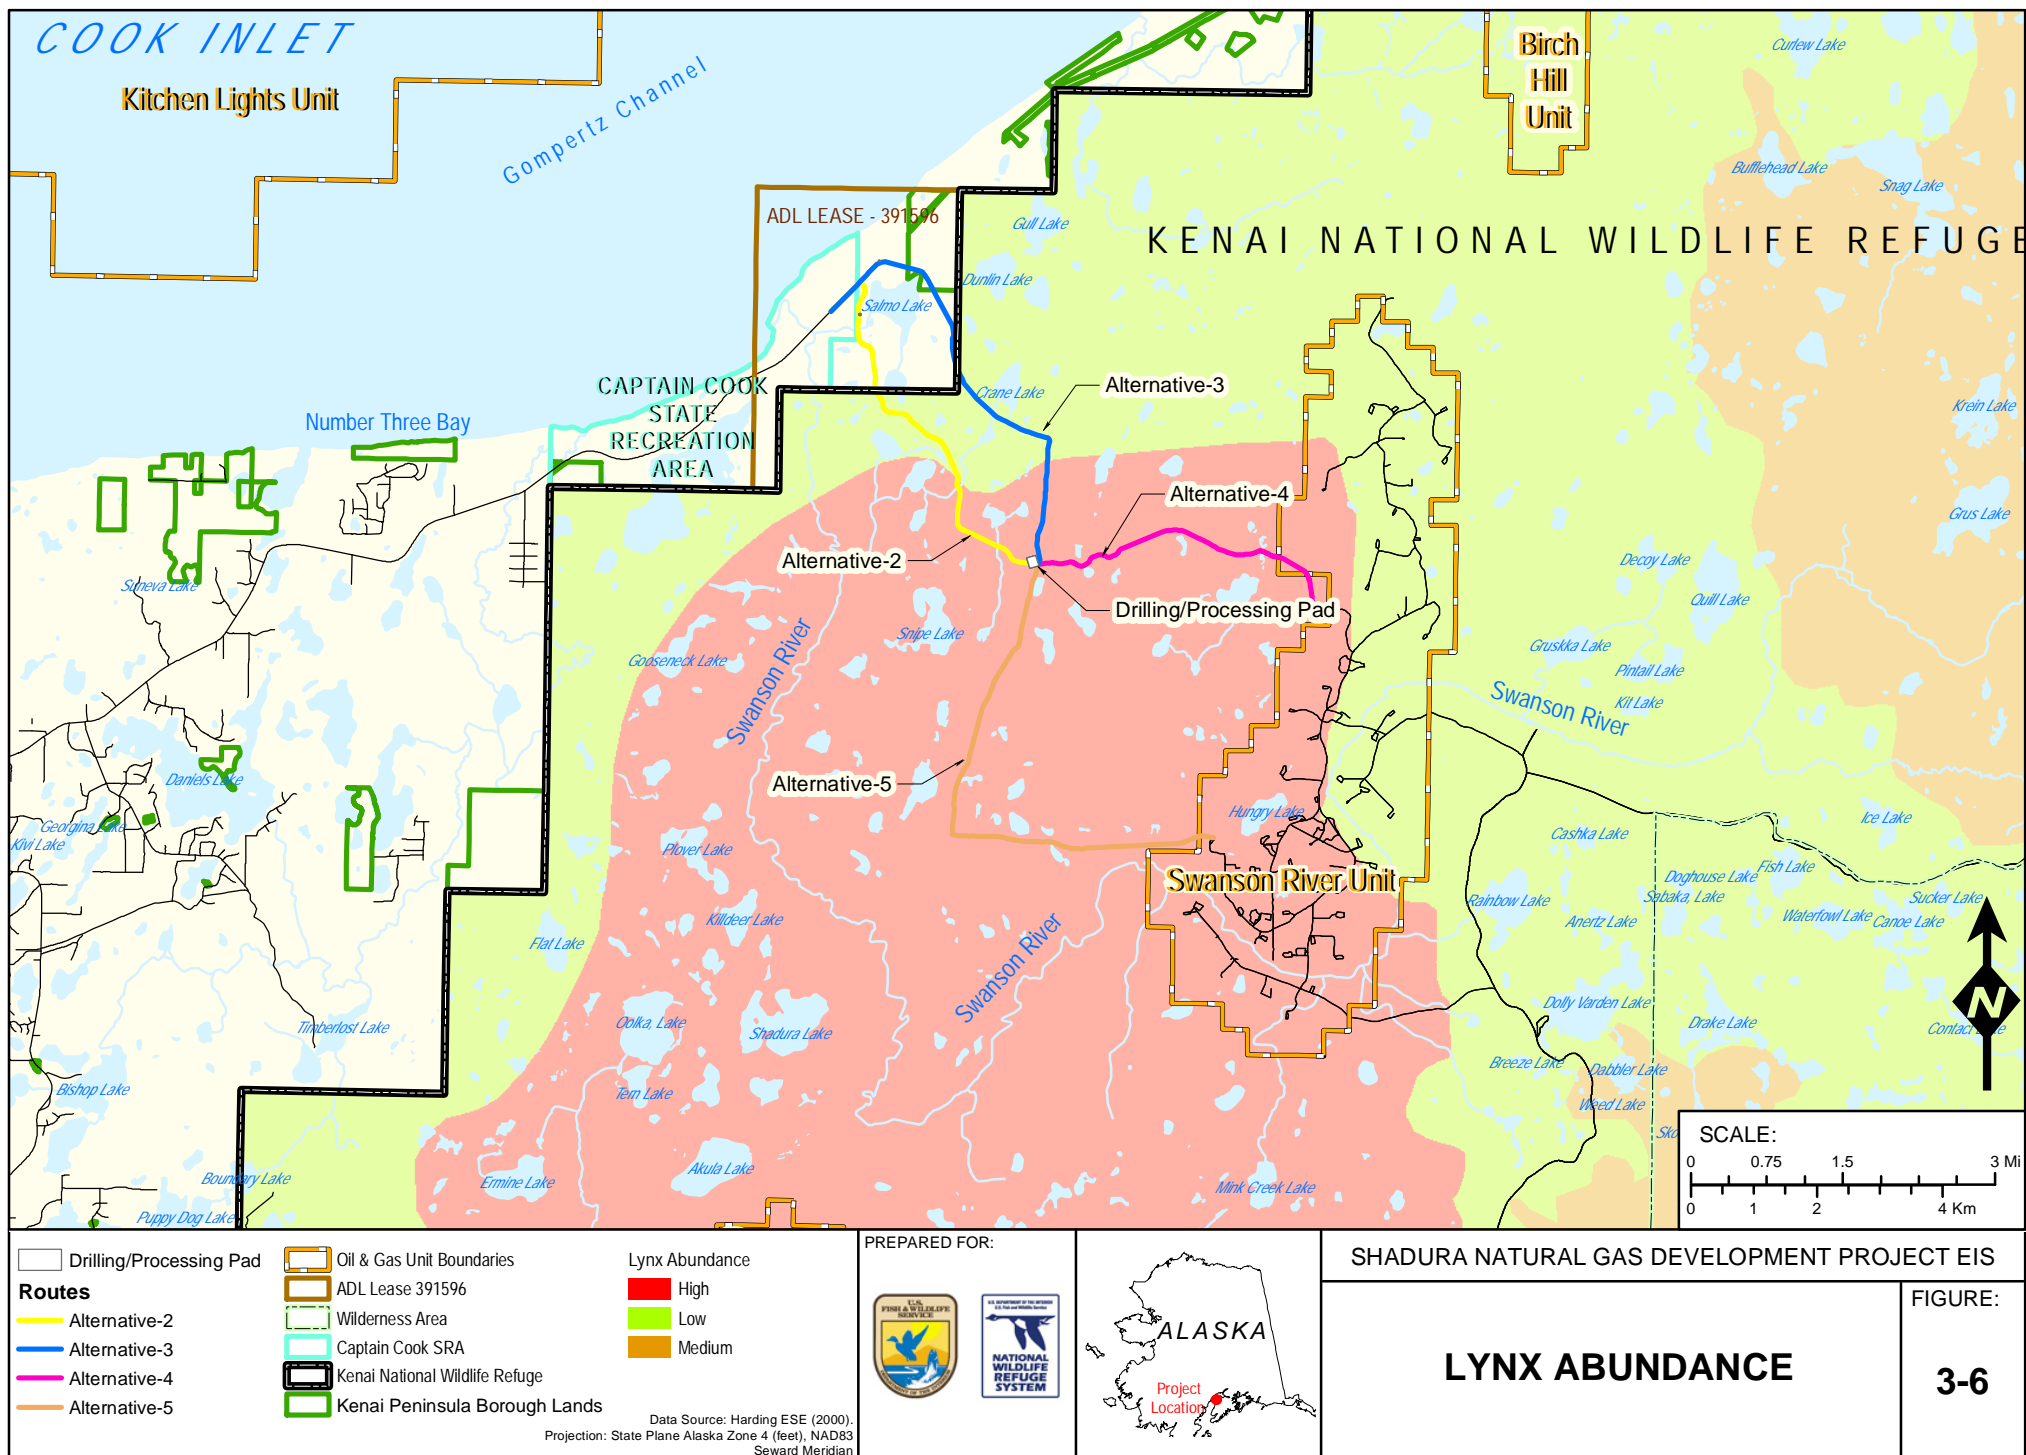 COOK INLET
Kitchen Lights Unit
Gompertz Channel
Birch
Hill
Unit
Curlew Lake
Bufflehead Lake
Snag Lake
ADL LEASE - 391596
Gull Lake
KENAI NATIONAL WILDLIFE REFUGE
Dunlin Lake
Salmo Lake
CAPTAIN COOK
STATE
RECREATION
AREA
Crane Lake
Alternative-3
Krein Lake
Number Three Bay
Alternative-4
Grus Lake
Alternative-2
Decoy Lake
Suneva Lake
Quill Lake
Drilling/Processing Pad
Snipe Lake
Gooseneck Lake
Swanson River
Gruskka Lake
Pintail Lake
Kit Lake
Swanson River
Daniels Lake
Alternative-5
Hungry Lake
Georgina Lake
Kivi Lake
Plover Lake
Cashka Lake
Ice Lake
Fish Lake
Doghouse Lake
Sabaka, Lake
Swanson River Unit
Rainbow Lake
Anertz Lake
Waterfowl Lake
Sucker Lake
Canoe Lake
Killdeer Lake
Flat Lake
Swanson River
Timberlost Lake
Oolka, Lake
Shadura Lake
Dolly Varden Lake
Drake Lake
N
Bishop Lake
Tern Lake
Breeze Lake
Dabbler Lake
Weed Lake
Boundary Lake
Puppy Dog Lake
Ermine Lake
Akula Lake
Mink Creek Lake
SCALE:
0 0.75 1.5 3 Mi
0 1 2 4 Km
Drilling/Processing Pad
Routes
Alternative-2
Alternative-3
Alternative-4
Alternative-5
Oil & Gas Unit Boundaries
ADL Lease 391596
Wilderness Area
Captain Cook SRA
Kenai National Wildlife Refuge
Kenai Peninsula Borough Lands
Lynx Abundance
High
Low
Medium
Data Source: Harding ESE (2000).
Projection: State Plane Alaska Zone 4 (feet), NAD83
Seward Meridian
PREPARED FOR:
U.S.
FISH & WILDLIFE
SERVICE
NATIONAL
WILDLIFE
REFUGE
SYSTEM
ALASKA
Project
Location
SHADURA NATURAL GAS DEVELOPMENT PROJECT EIS
LYNX ABUNDANCE
FIGURE:
3-6